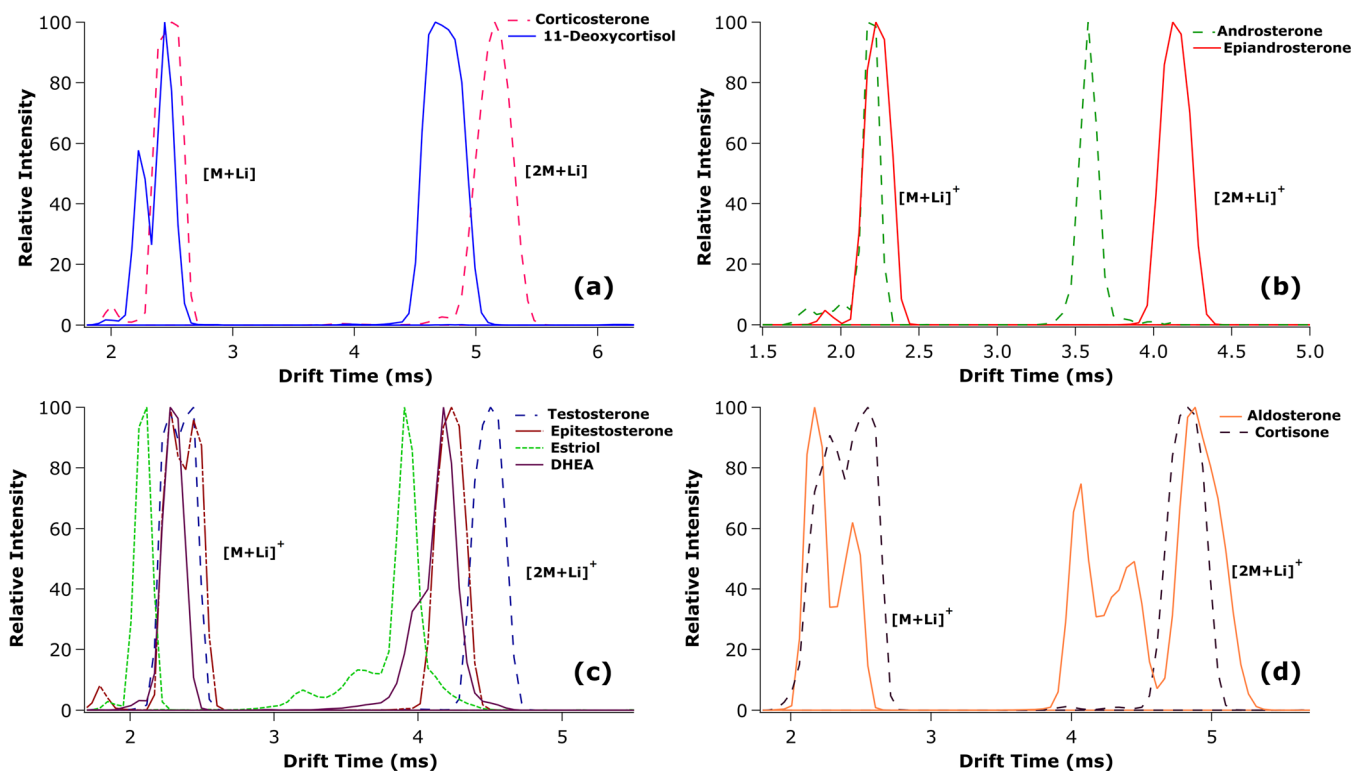 Corticosterone
11-Deoxycortisol
[M+Li]
[2M+Li]
(a)
Relative Intensity
100
80
60
40
20
0
2 3 4 5 6
Drift Time (ms)
Androsterone
Epiandrosterone
[M+Li]+
[2M+Li]+
(b)
Relative Intensity
100
80
60
40
20
0
1.5 2.0 2.5 3.0 3.5 4.0 4.5 5.0
Drift Time (ms)
Testosterone
Epitestosterone
Estriol
DHEA
[M+Li]+
[2M+Li]+
(c)
Relative Intensity
100
80
60
40
20
0
2 3 4 5
Drift Time (ms)
Aldosterone
Cortisone
[M+Li]+
[2M+Li]+
(d)
Relative Intensity
100
80
60
40
20
0
2 3 4 5
Drift Time (ms)